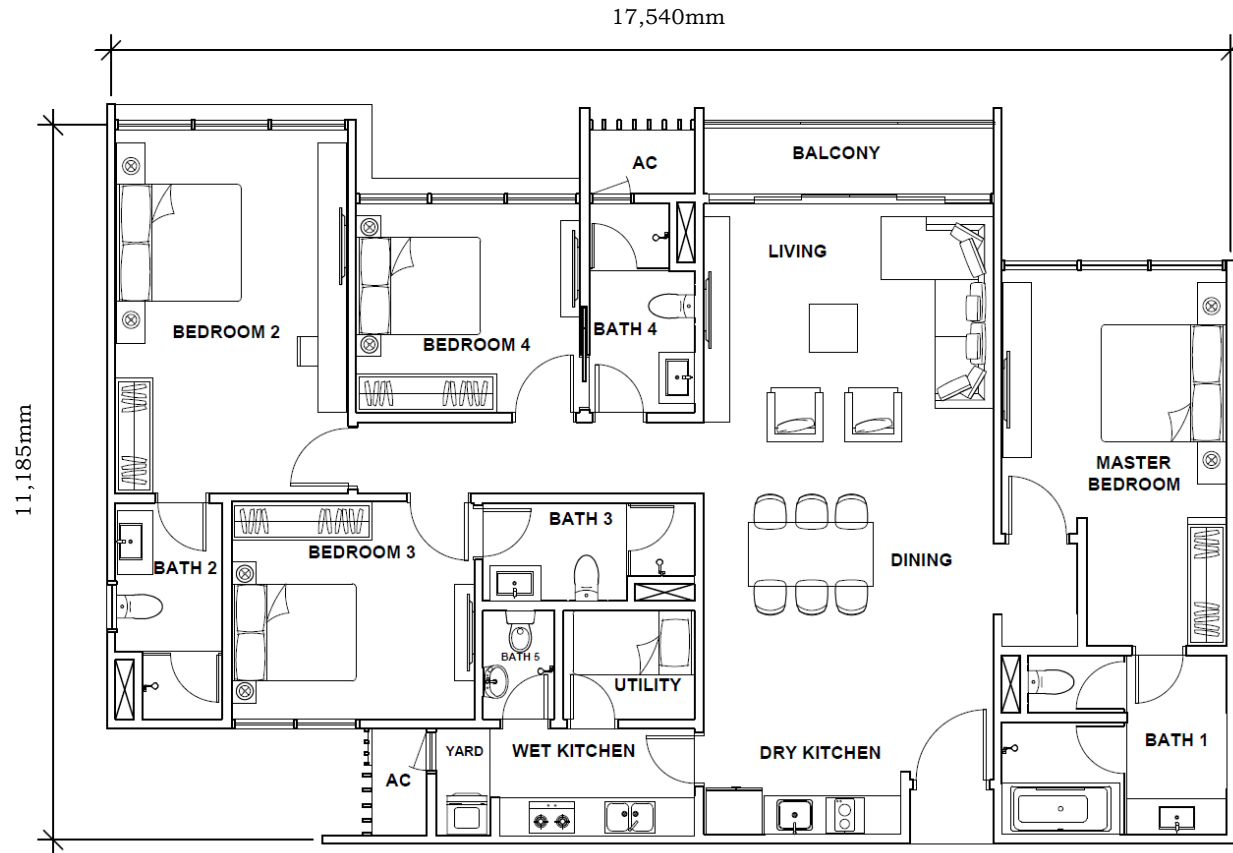 17,540mm
11,185mm
AC
BALCONY
LIVING
BEDROOM 2
BEDROOM 4
BATH 4
MASTER
BEDROOM
BATH 3
BEDROOM 3
DINING
BATH 2
BATH 5
UTILITY
YARD
WET KITCHEN
DRY KITCHEN
BATH 1
AC